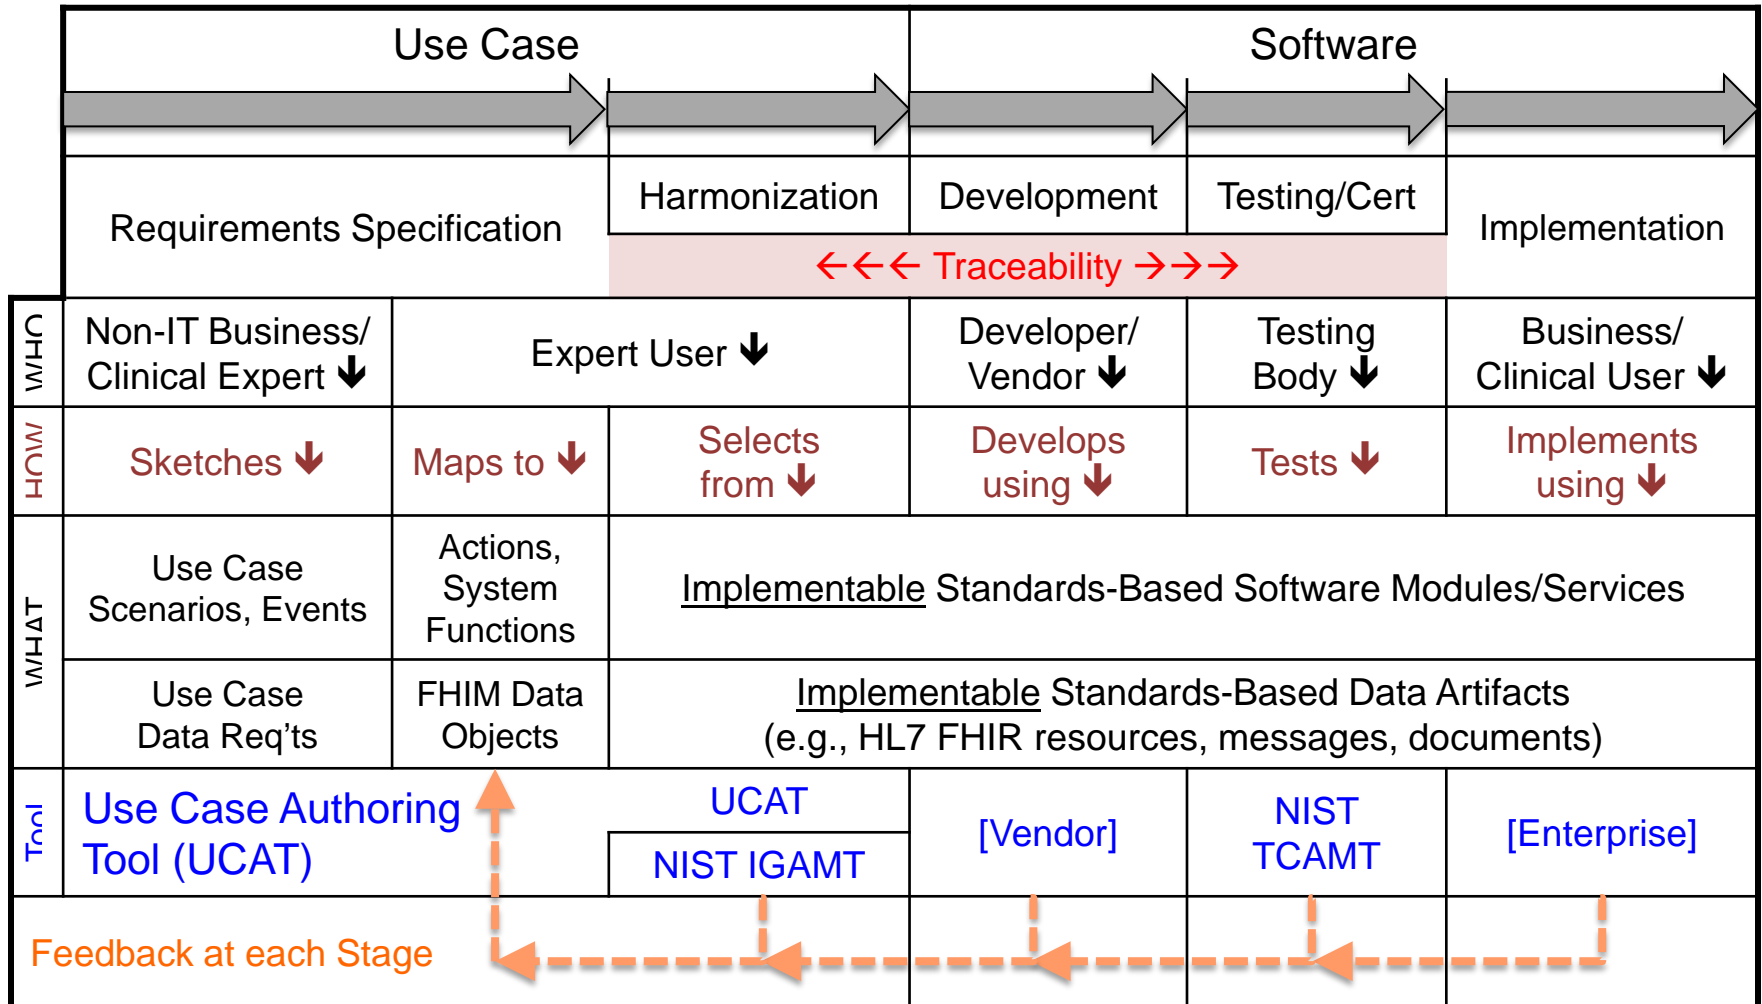 Use Case
Software
Requirements Specification
Harmonization
Development
Testing/Cert
Implementation
←←← Traceability →→→
WHO
Non-IT Business/
Clinical Expert ↓
Expert User ↓
Developer/
Vendor ↓
Testing
Body ↓
Business/
Clinical User ↓
HOW
Sketches ↓
Maps to ↓
Selects
from ↓
Develops
using ↓
Tests ↓
Implements
using ↓
WHAT
Use Case
Scenarios, Events
Actions,
System
Functions
Implementable Standards-Based Software Modules/Services
Use Case
Data Req'ts
FHIM Data
Objects
Implementable Standards-Based Data Artifacts
(e.g., HL7 FHIR resources, messages, documents)
Tool
Use Case Authoring
Tool (UCAT)
UCAT
NIST IGAMT
[Vendor]
NIST
TCAMT
[Enterprise]
Feedback at each Stage